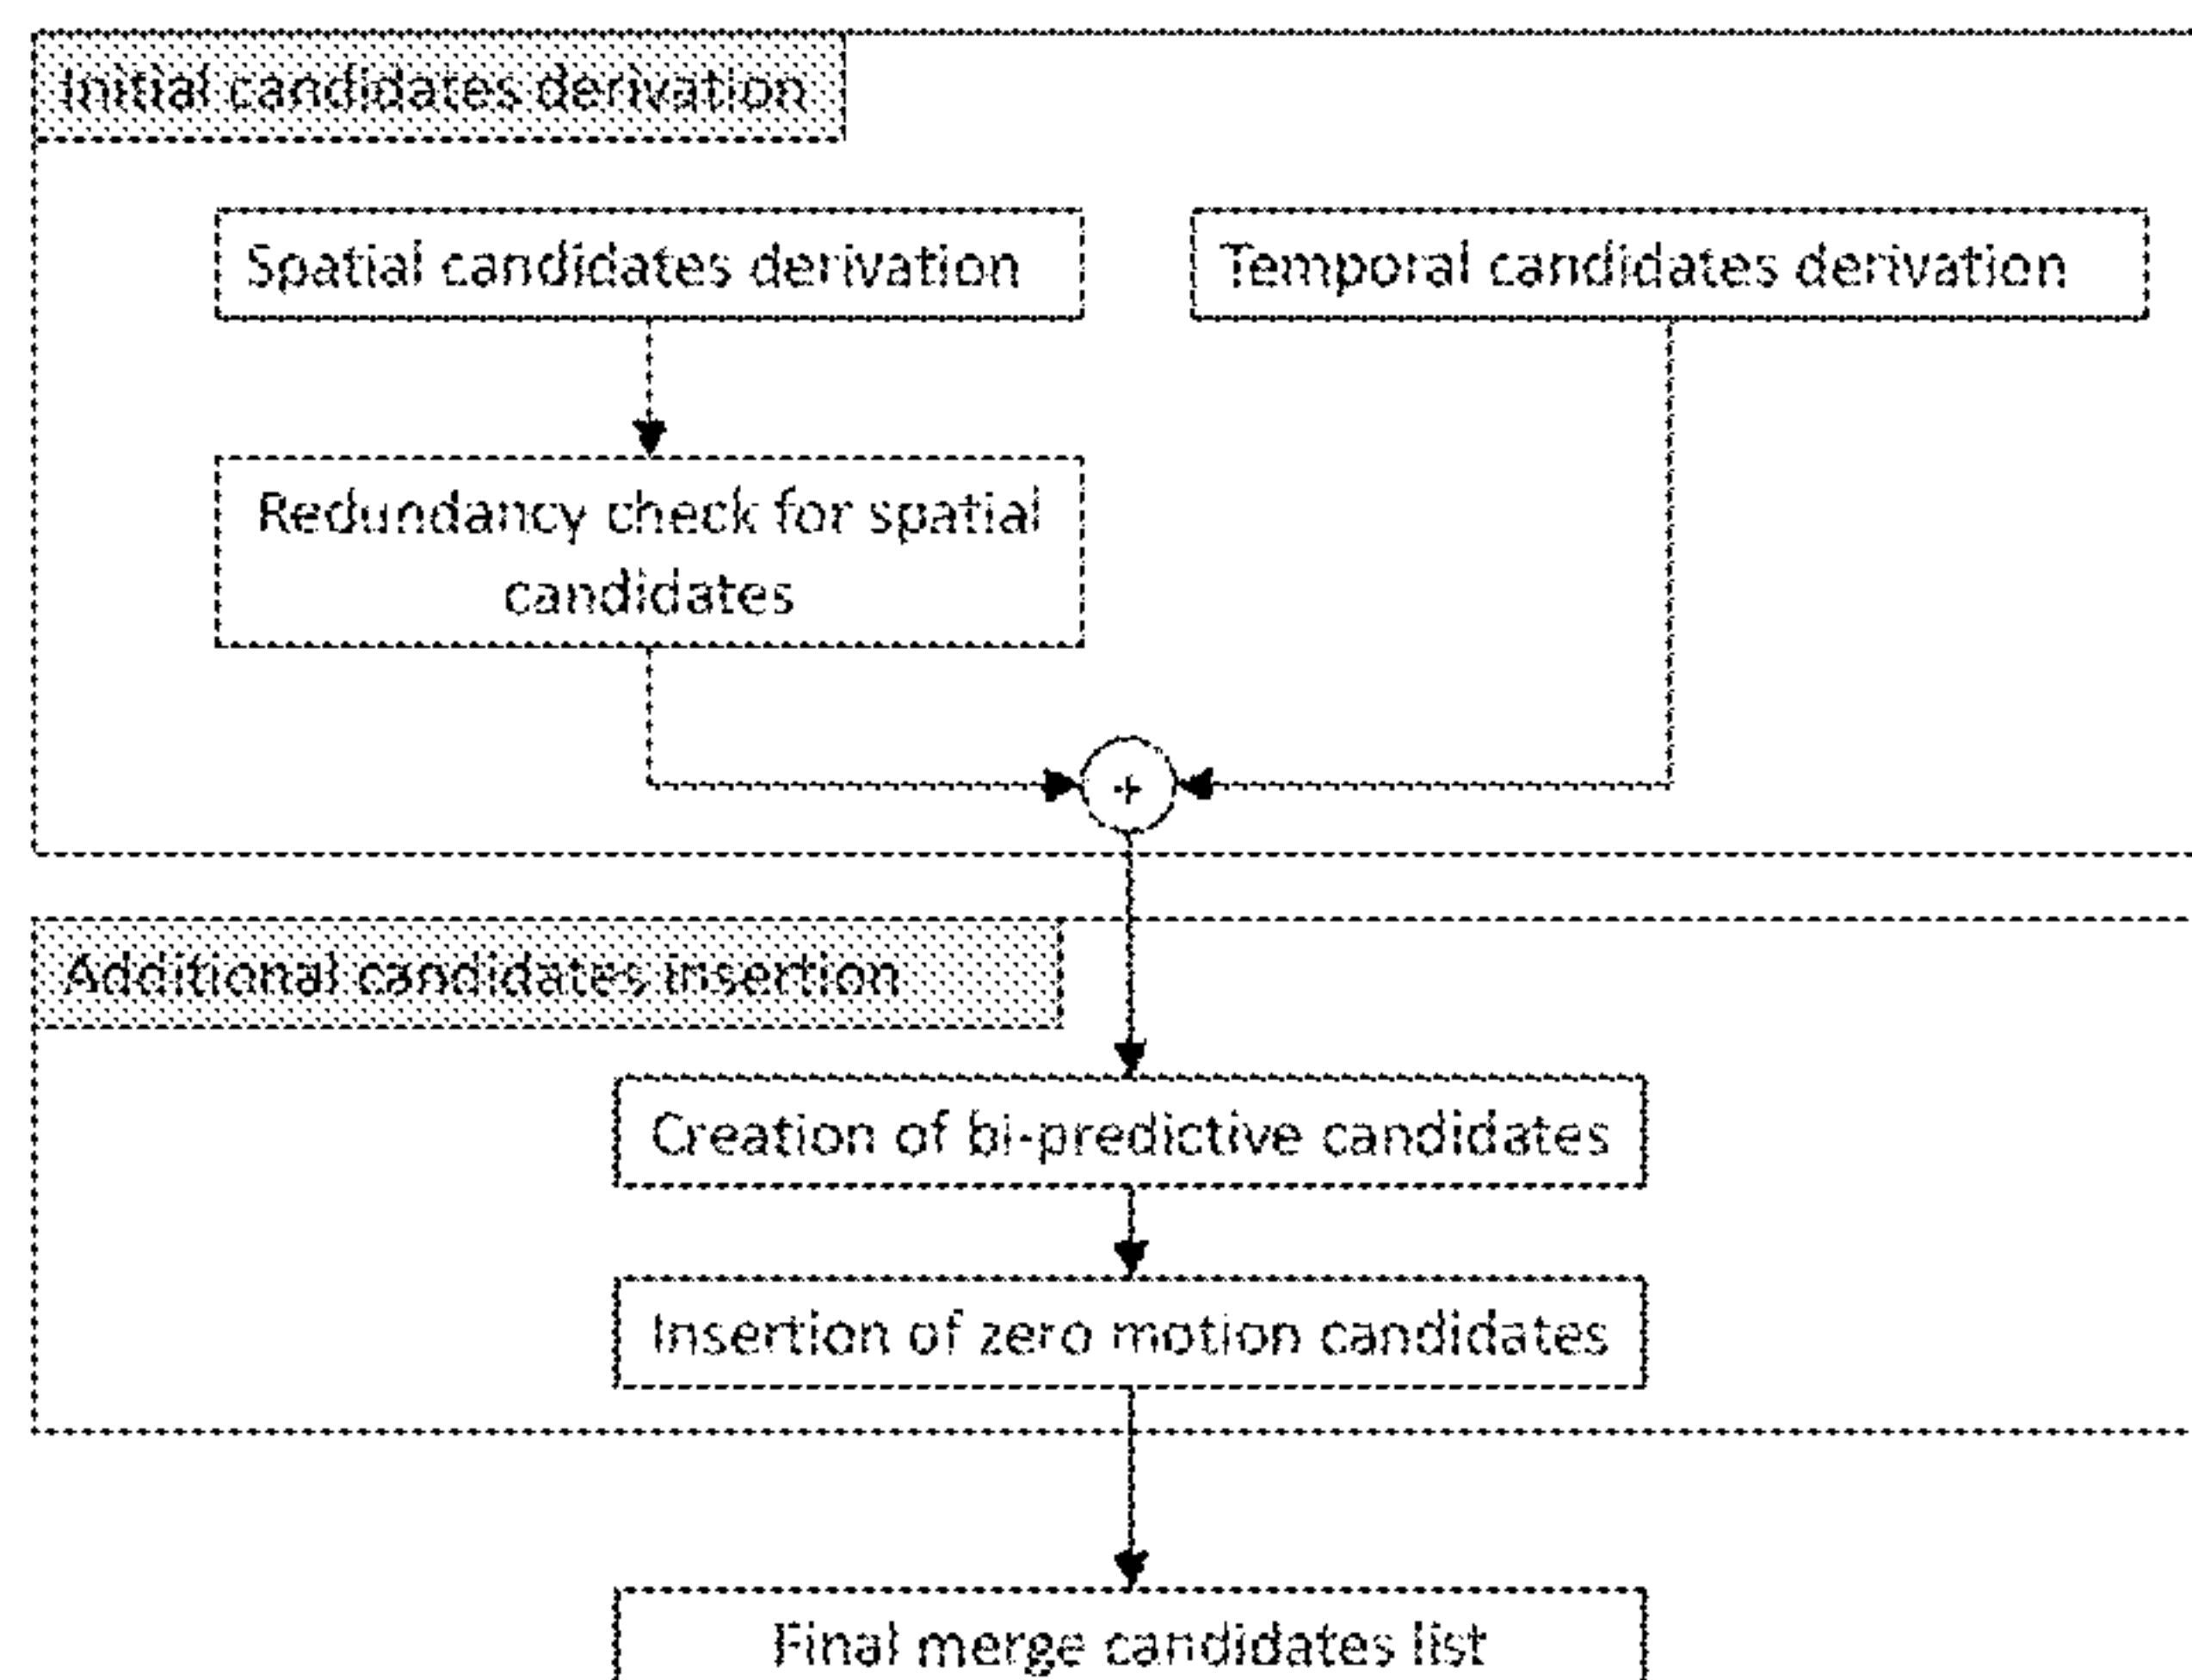 Initial candidates derivation
Spatial candidates derivation
Temporal candidates derivation
Redundancy check for spatial
candidates
+
Additional candidates insertion
Creation of bi-predictive candidates
Insertion of zero motion candidates
Final merge candidates list